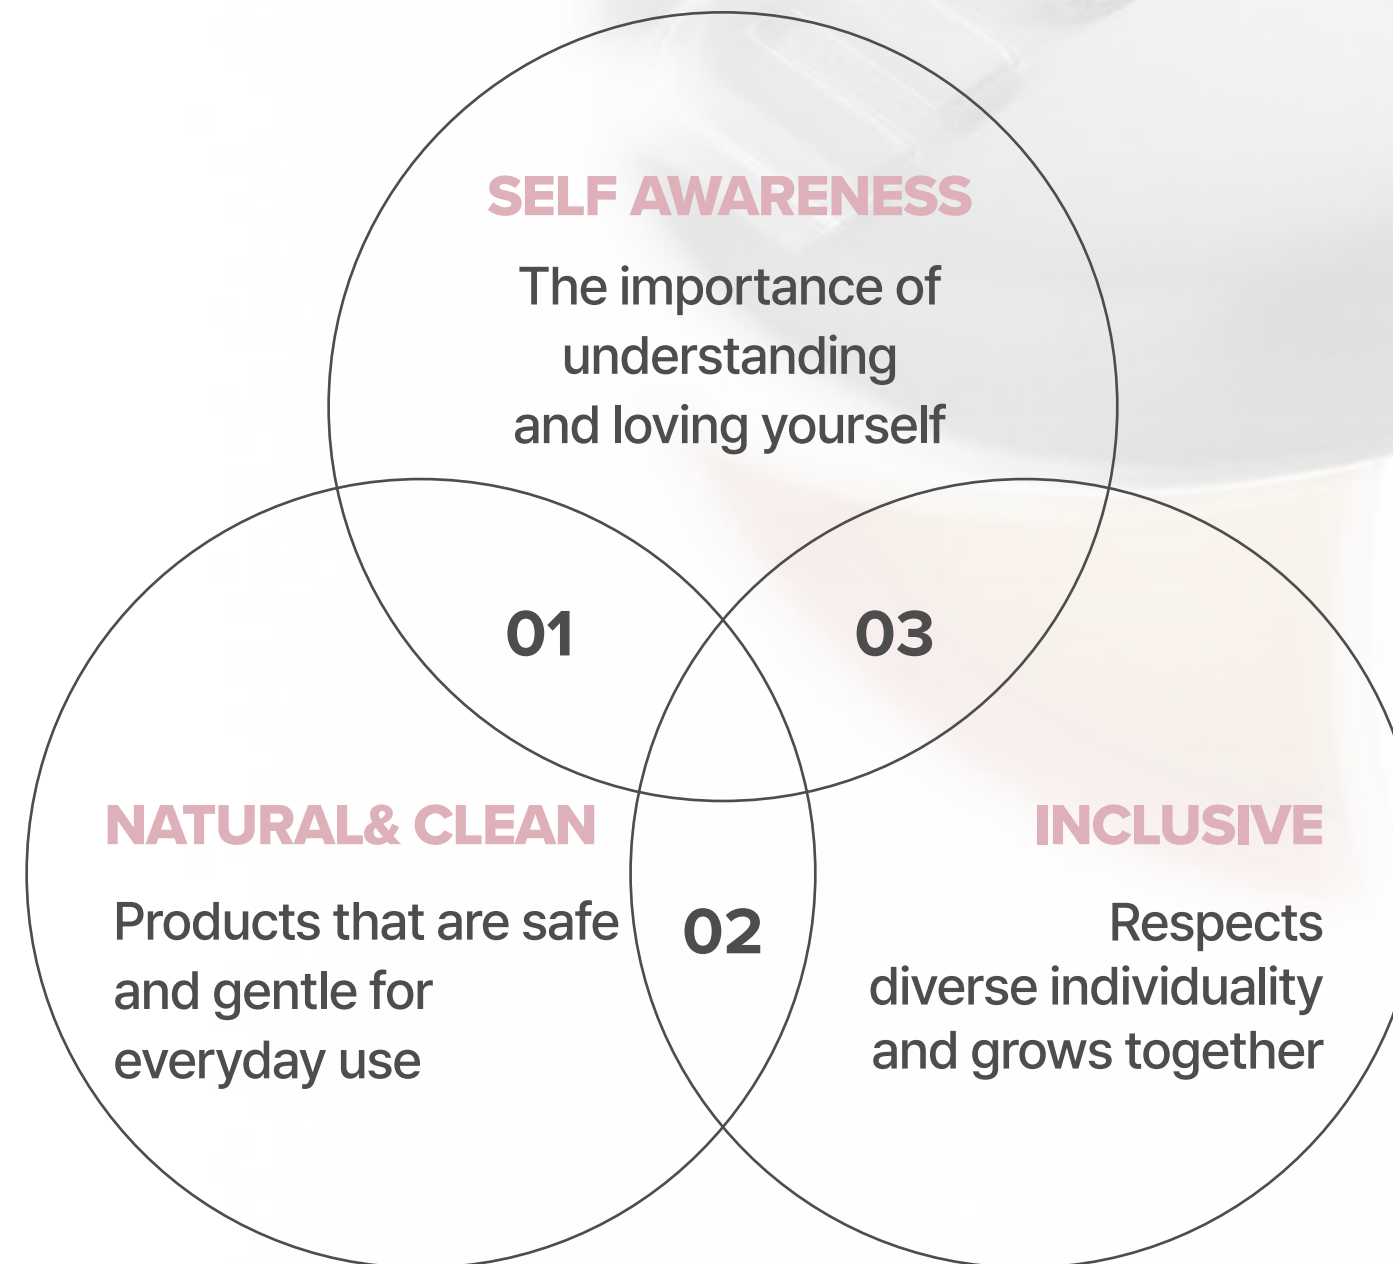 SELF AWARENESS
The importance of
understanding
and loving yourself
01
03
NATURAL& CLEAN
Products that are safe
and gentle for
everyday use
02
INCLUSIVE
Respects
diverse individuality
and grows together